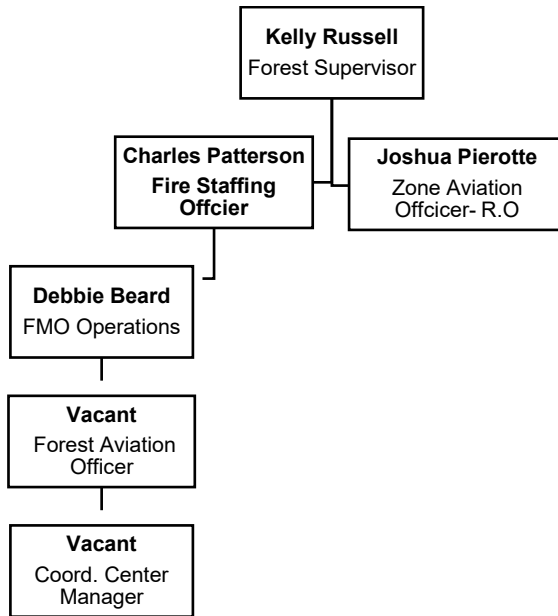 Kelly Russell
Forest Supervisor
Charles Patterson
Fire Staffing
Offcier
Joshua Pierotte
Zone Aviation
Offcicer- R.O
Debbie Beard
FMO Operations
Vacant
Forest Aviation
Officer
Vacant
Coord. Center
Manager